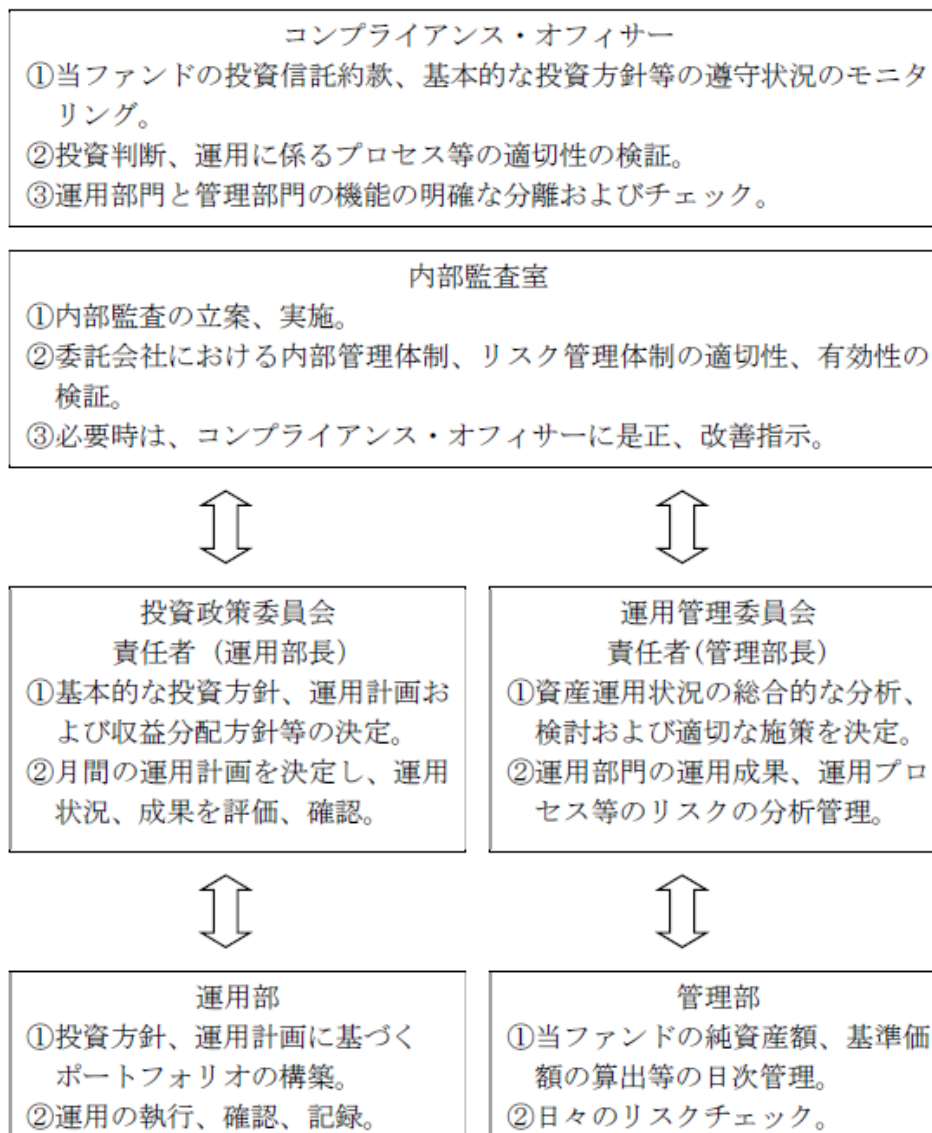 コンプライアンス・オフィサー
①当ファンドの投資信託約款、基本的な投資方針等の遵守状況のモニタ
リング。
②投資判断、運用に係るプロセス等の適切性の検証。
③運用部門と管理部門の機能の明確な分離およびチェック。
内部監査室
①内部監査の立案、実施。
②委託会社における内部管理体制、リスク管理体制の適切性、有効性の
検証。
③必要時は、コンプライアンス・オフィサーに是正、改善指示。
投資政策委員会
責任者（運用部長）
①基本的な投資方針、運用計画お
よび収益分配方針等の決定。
②月間の運用計画を決定し、運用
状況、成果を評価、確認。
運用管理委員会
責任者(管理部長)
①資産運用状況の総合的な分析、
検討および適切な施策を決定。
②運用部門の運用成果、運用プロ
セス等のリスクの分析管理。
運用部
①投資方針、運用計画に基づく
ポートフォリオの構築。
②運用の執行、確認、記録。
管理部
①当ファンドの純資産額、基準価
額の算出等の日次管理。
②日々のリスクチェック。